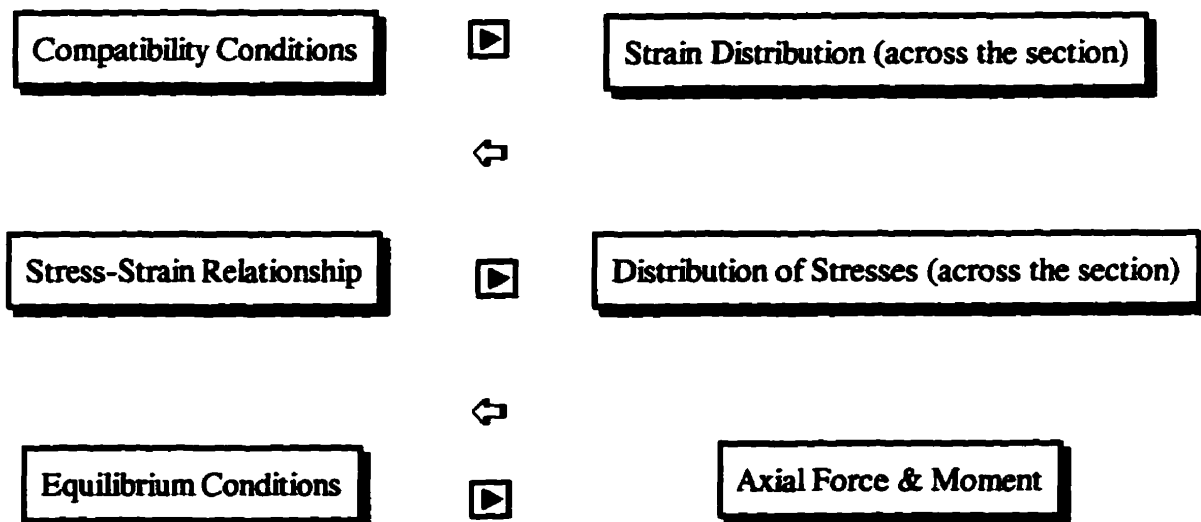 Compatibility Conditions
Strain Distribution (across the section)
Stress-Strain Relationship
Distribution of Stresses (across the section)
Equilibrium Conditions
Axial Force & Moment